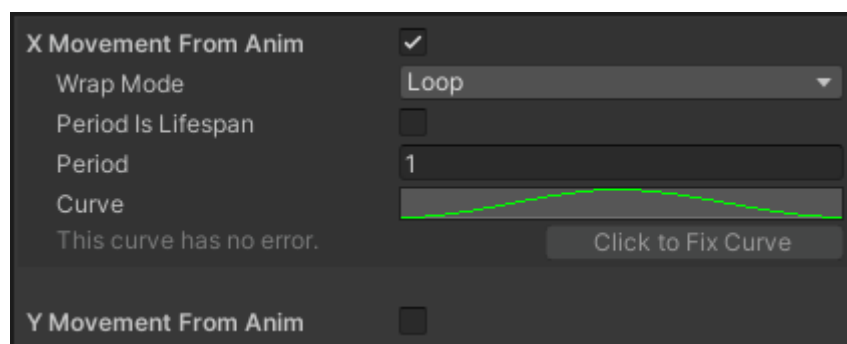 X Movement From Anim
Wrap Mode Loop
Period Is Lifespan
Period 1
Curve
This curve has no error. Click to Fix Curve
Y Movement From Anim